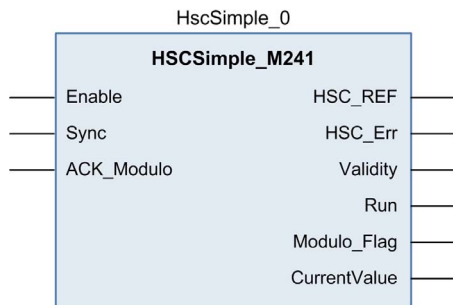 HscSimple_0
HSCSimple_M241
Enable HSC_REF
Sync HSC_Err
ACK_Modulo Validity
Run
Modulo_Flag
CurrentValue